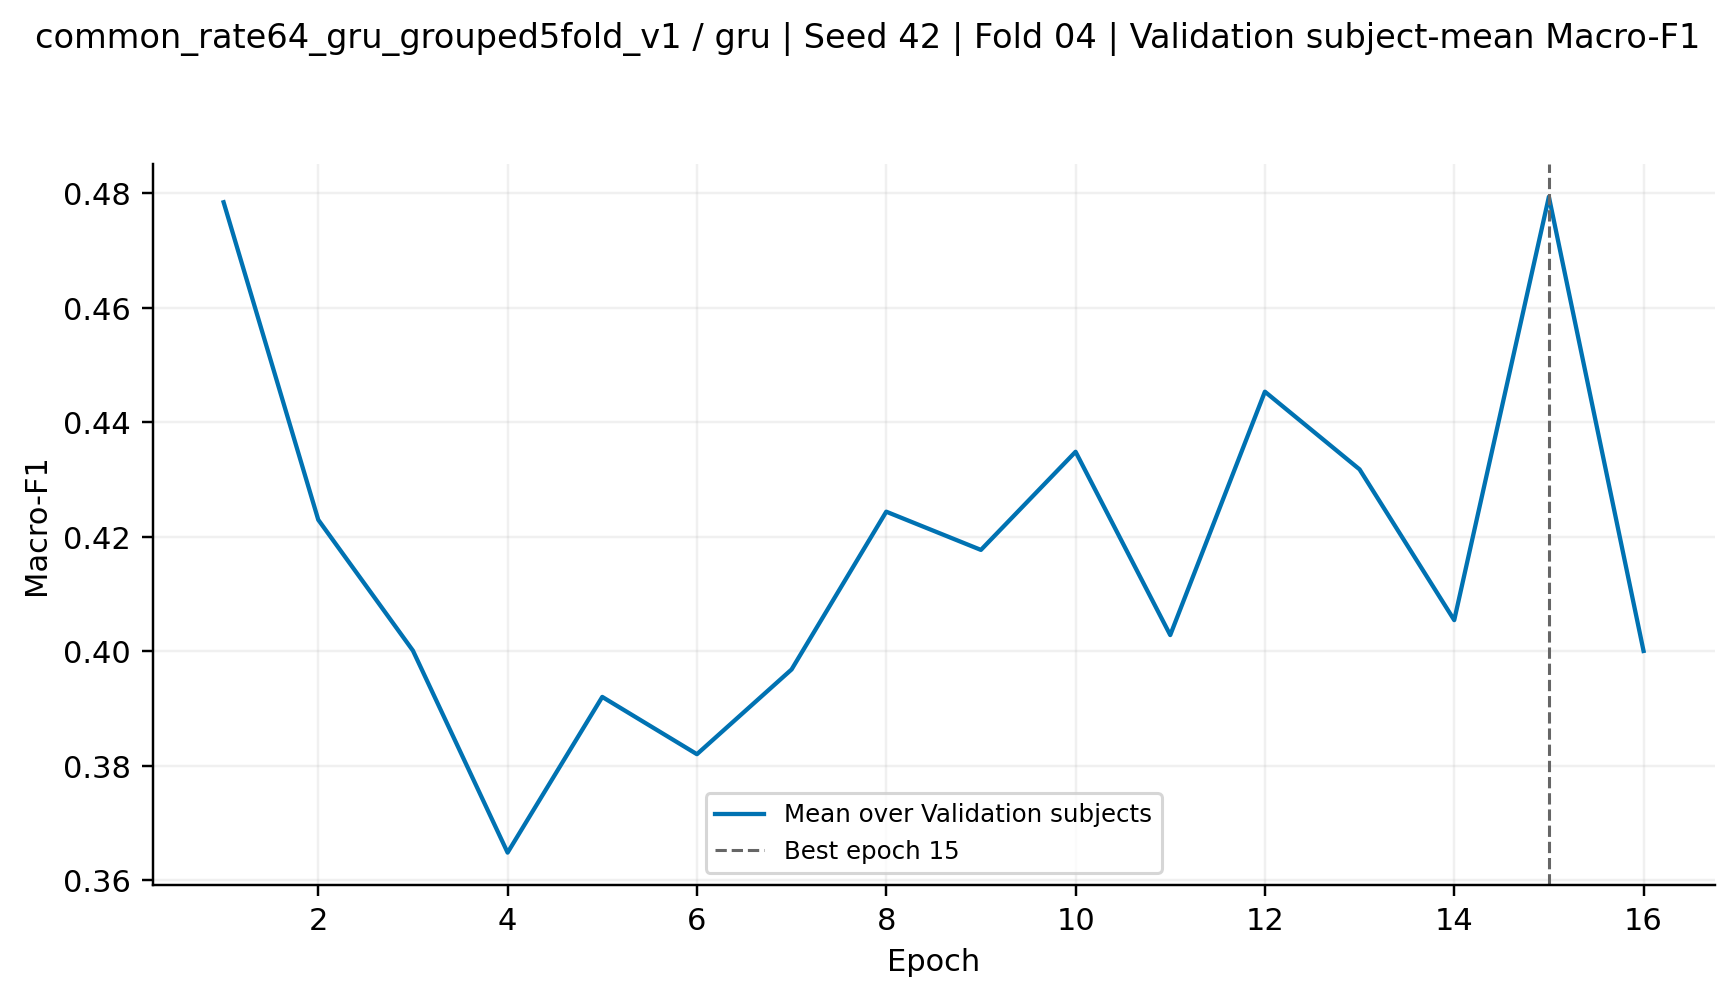 common_rate64_gru_grouped5fold_v1 / gru | Seed 42 | Fold 04 | Validation subject-mean Macro-F1
0.48
0.46
0.44
0.42
0.40
0.38
0.36
Macro-F1
Mean over Validation subjects
Best epoch 15
2 4 6 8 10 12 14 16
Epoch